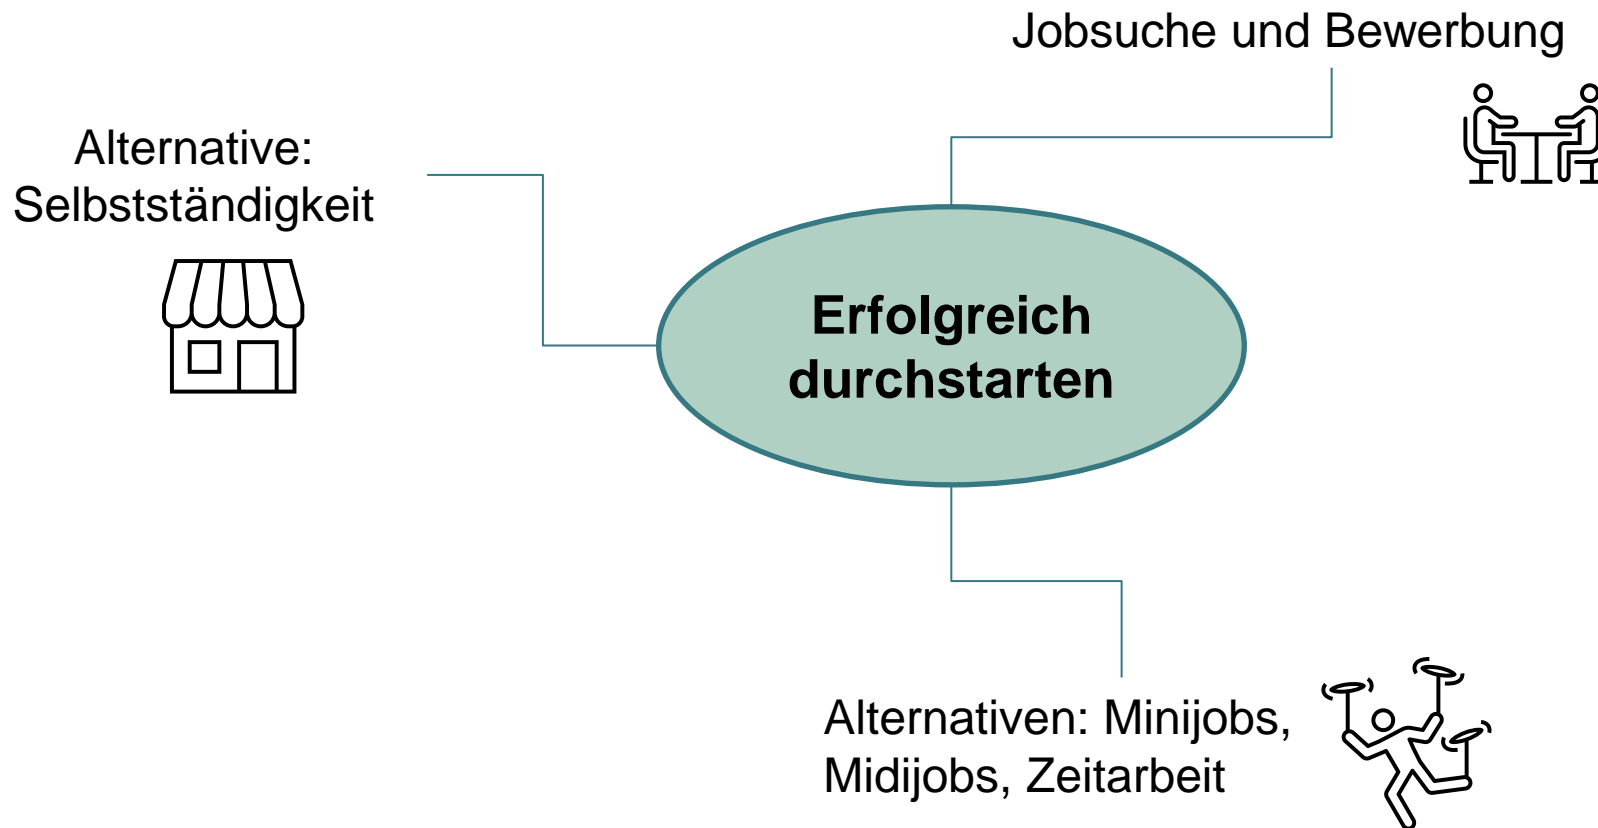 Jobsuche und Bewerbung
Alternative:
Selbstständigkeit
Erfolgreich
durchstarten
Alternativen: Minijobs,
Midijobs, Zeitarbeit